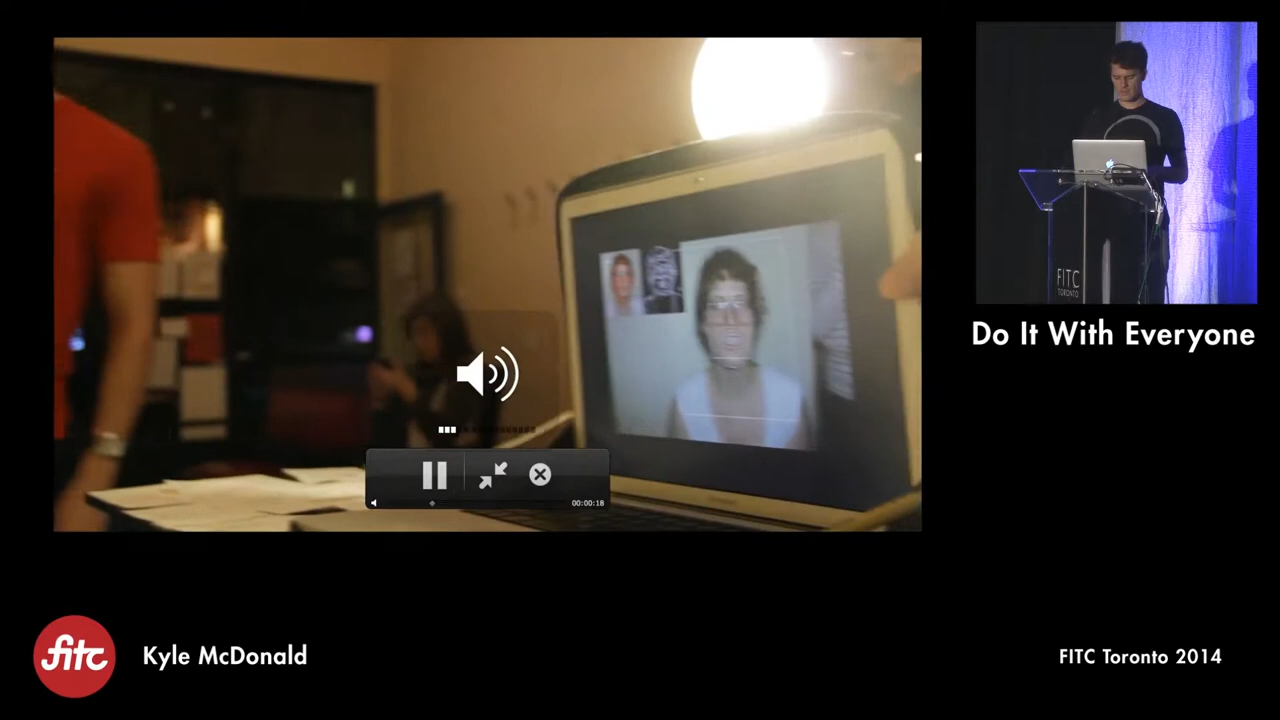 00:00:18
FITC
TORONTO
Do It With Everyone
fitc
Kyle McDonald
FITC Toronto 2014